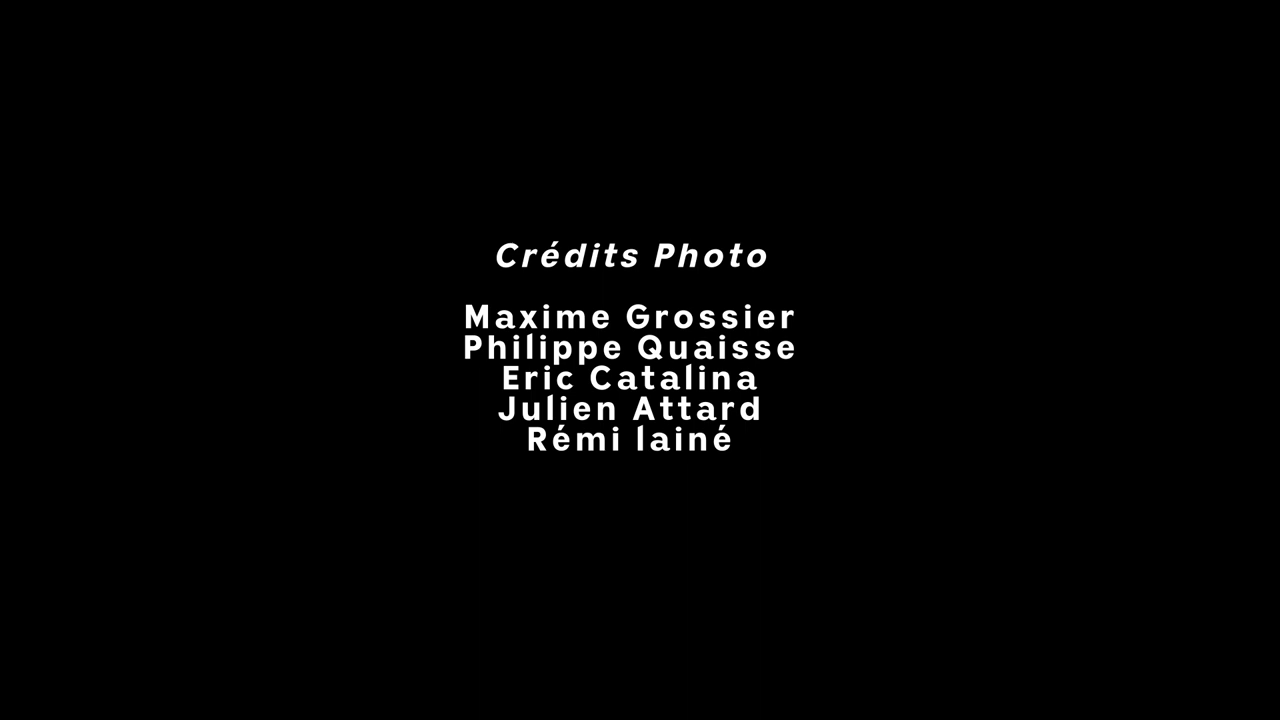 Crédits Photo
Maxime Grossier
Philippe Quaisse
Eric Catalina
Julien Attard
Rémi lainé